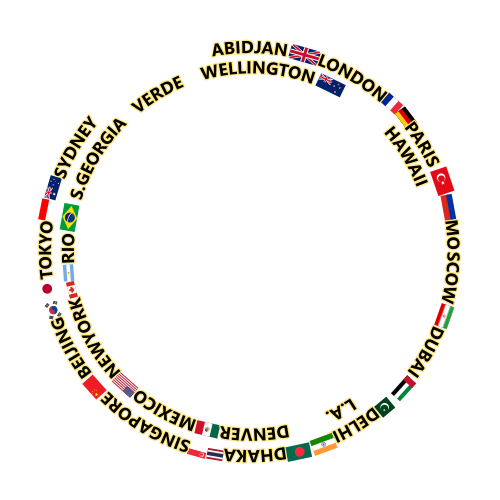 ABIDJAN
LONDON
PARIS
MOSCOW
DUBAI
DELHI
DHAKA
SINGAPORE
BEIJING
TOKYO
SYDNEY
WELLINGTON
HAWAII
L.A.
DENVER
MEXICO
NEWYORK
RIO
S.GEORGIA
VERDE